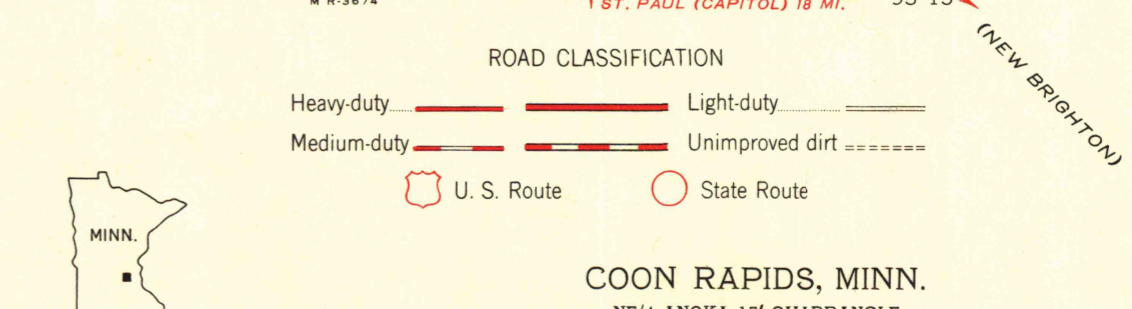 ST. PAUL (CAPITOL) 18 MI.
(NEW BRIGHTON)
ROAD CLASSIFICATION
Heavy-duty Light-duty
Medium-duty Unimproved dirt
U. S. Route State Route
MINN.
COON RAPIDS, MINN.